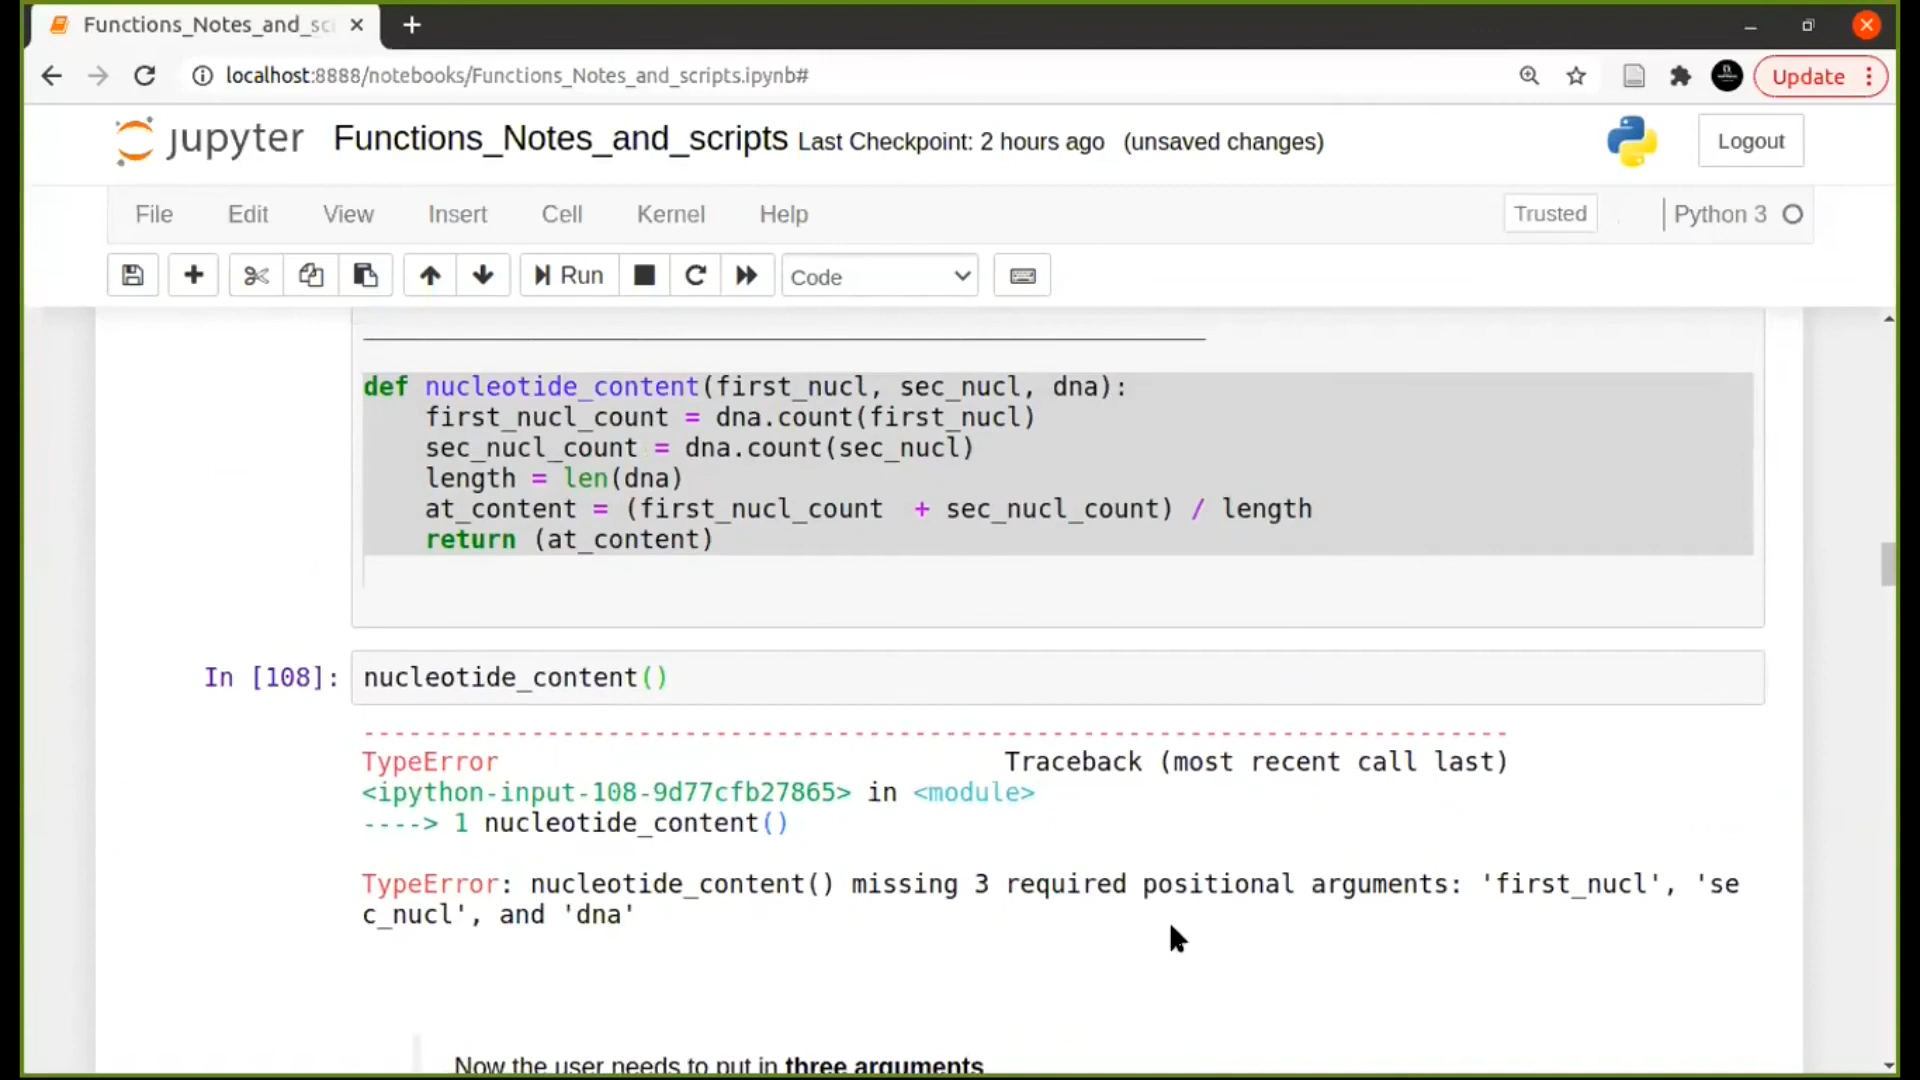 Functions_Notes_and_sc
localhost:8888/notebooks/Functions_Notes_and_scripts.ipynb#
Update
jupyter Functions_Notes_and_scripts Last Checkpoint: 2 hours ago (unsaved changes)
Logout
File Edit View Insert Cell Kernel Help
Trusted
Python 3
Run
Code
def nucleotide_content(first_nucl, sec_nucl, dna):
first_nucl_count = dna.count(first_nucl)
sec_nucl_count = dna.count(sec_nucl)
length = len(dna)
at_content = (first_nucl_count + sec_nucl_count) / length
return (at_content)
In [108]: nucleotide_content()
---------------------------------------------------------------------------
TypeError Traceback (most recent call last)
<ipython-input-108-9d77cfb27865> in <module>
----> 1 nucleotide_content()
TypeError: nucleotide_content() missing 3 required positional arguments: 'first_nucl', 'se
c_nucl', and 'dna'
Now the user needs to put in three arguments